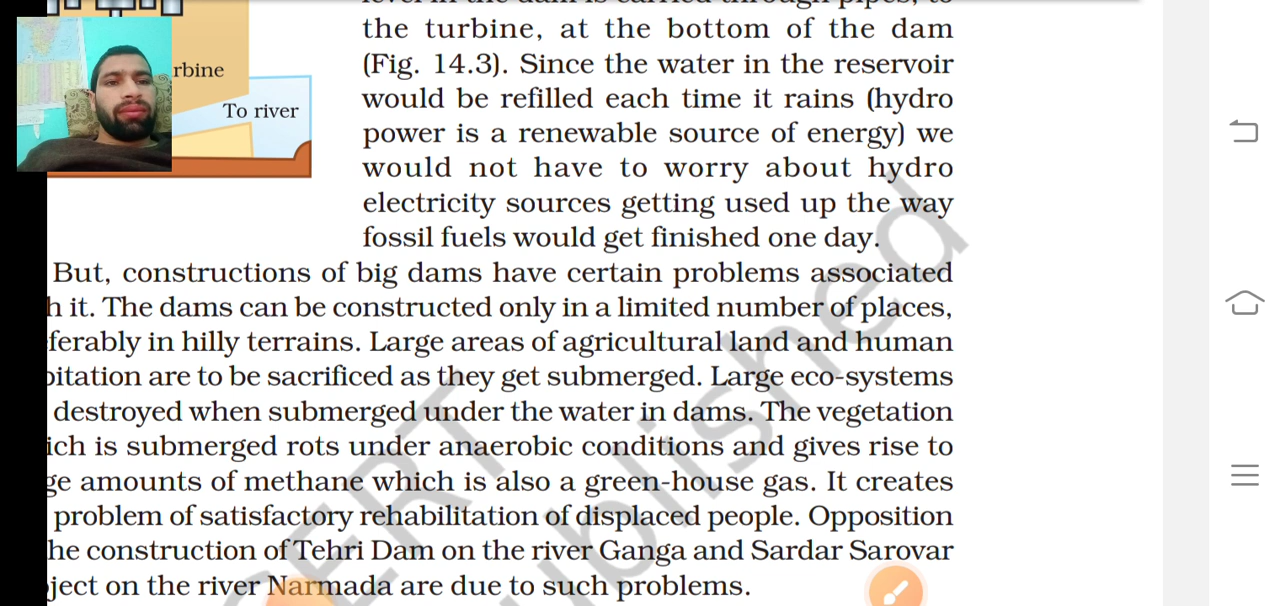 rbine
To river
the turbine, at the bottom of the dam
(Fig. 14.3). Since the water in the reservoir
would be refilled each time it rains (hydro
power is a renewable source of energy) we
would not have to worry about hydro
electricity sources getting used up the way
fossil fuels would get finished one day.
But, constructions of big dams have certain problems associated
h it. The dams can be constructed only in a limited number of places,
ferably in hilly terrains. Large areas of agricultural land and human
bitation are to be sacrificed as they get submerged. Large eco-systems
destroyed when submerged under the water in dams. The vegetation
ich is submerged rots under anaerobic conditions and gives rise to
ge amounts of methane which is also a green-house gas. It creates
problem of satisfactory rehabilitation of displaced people. Opposition
he construction of Tehri Dam on the river Ganga and Sardar Sarovar
ject on the river Narmada are due to such problems.
ERT
ublished